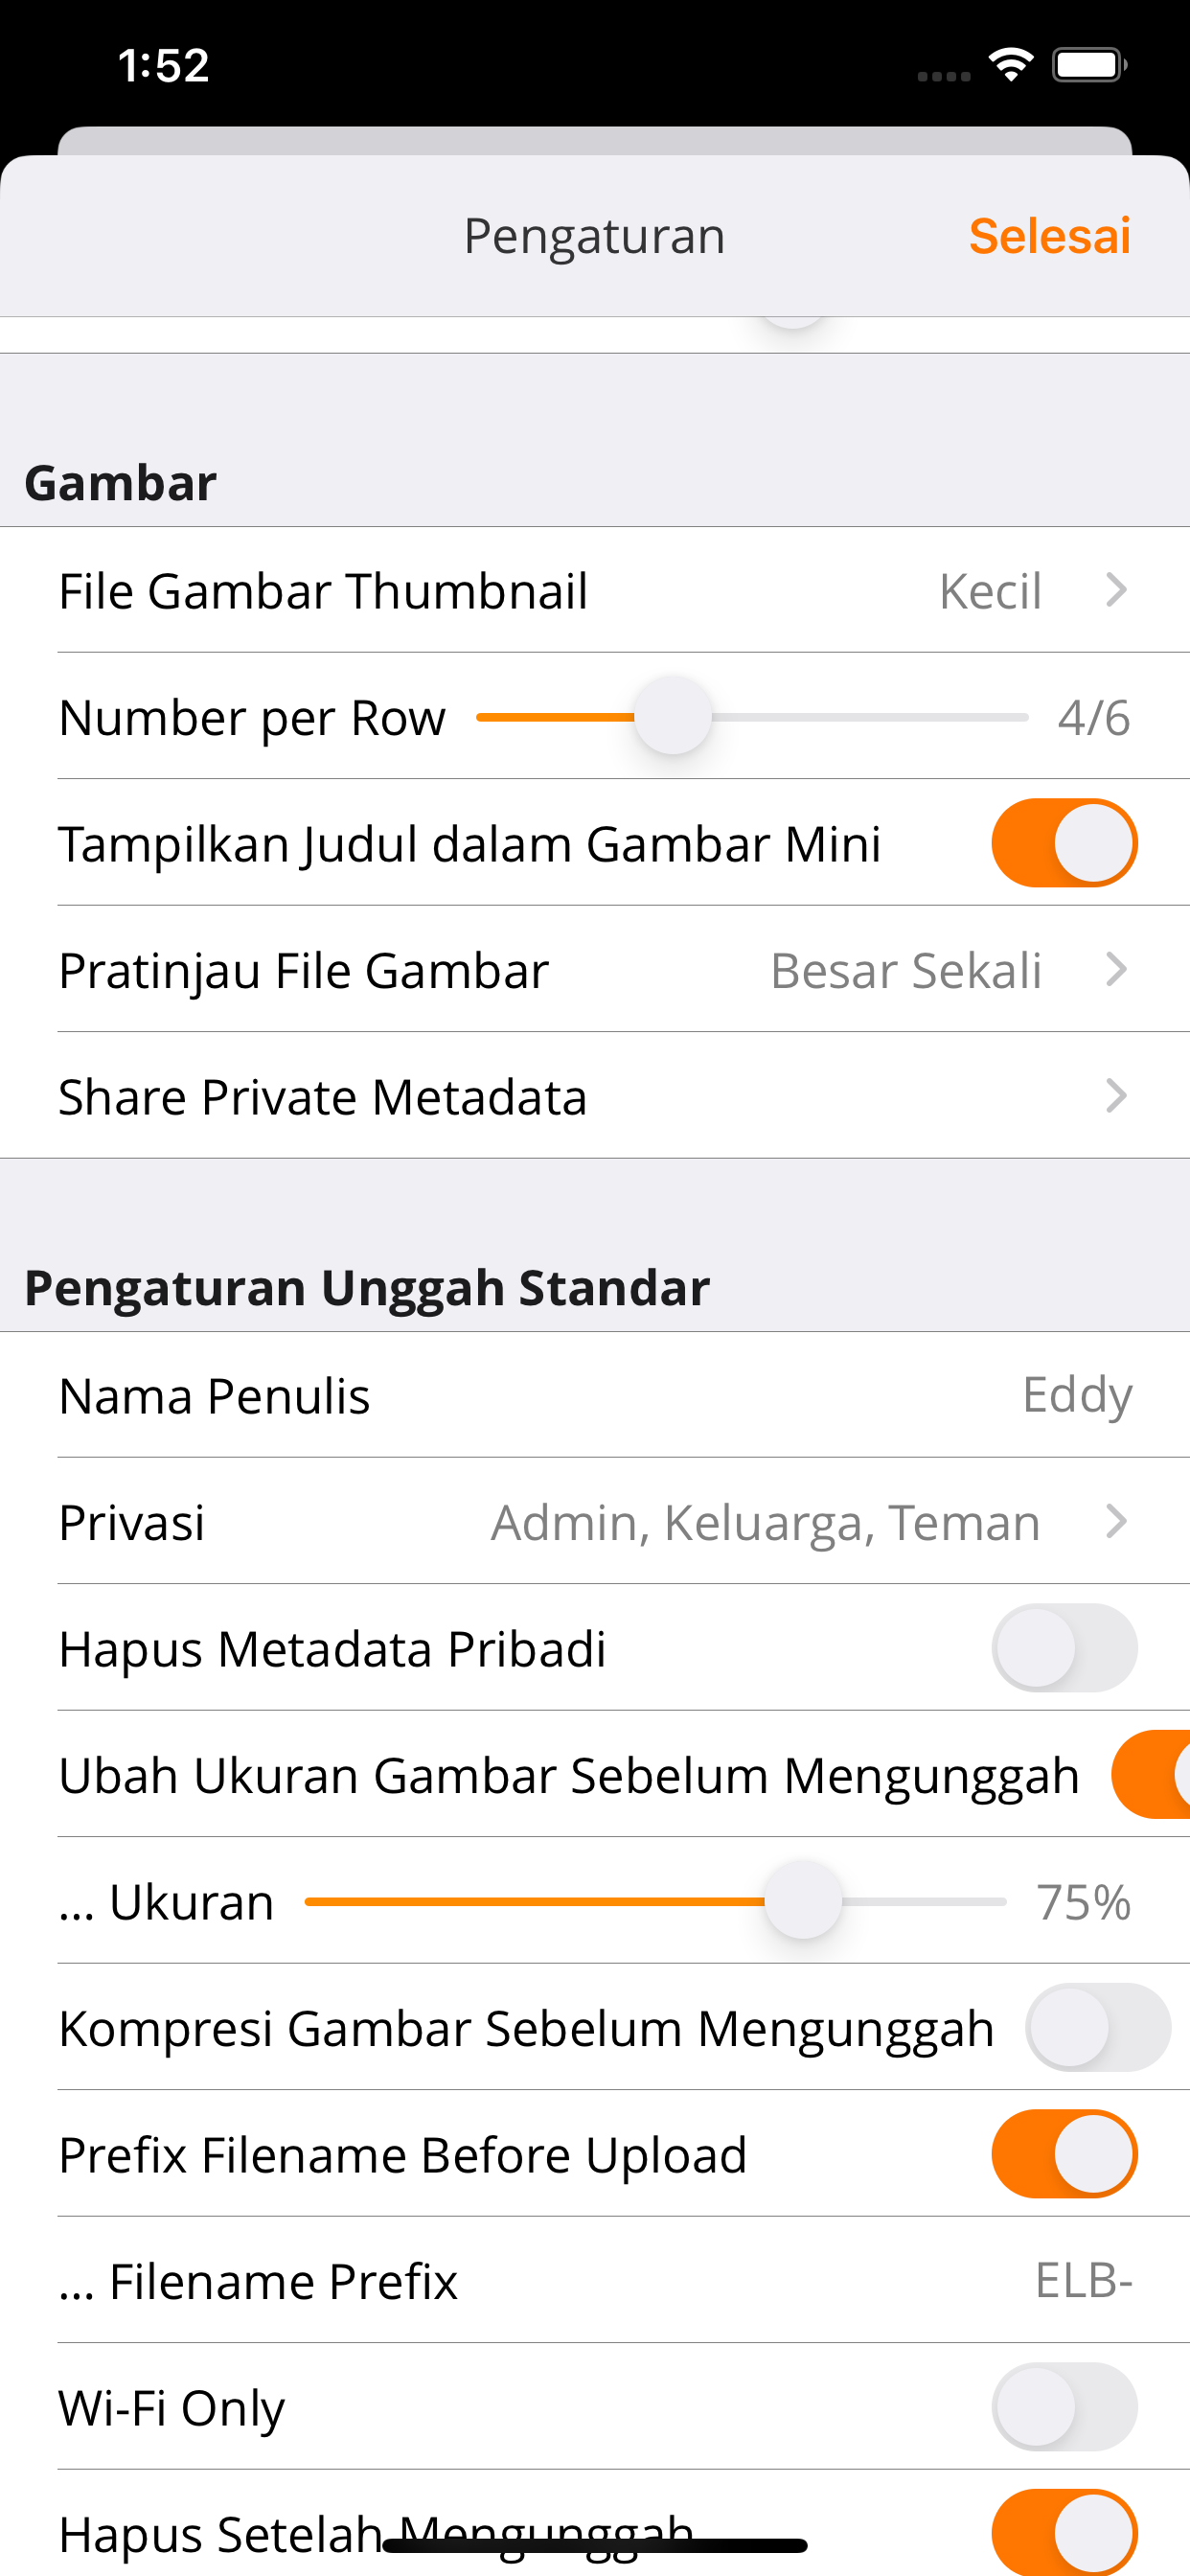 1:52
Pengaturan
Selesai
Gambar
File Gambar Thumbnail Kecil
Number per Row 4/6
Tampilkan Judul dalam Gambar Mini
Pratinjau File Gambar Besar Sekali
Share Private Metadata
Pengaturan Unggah Standar
Nama Penulis Eddy
Privasi Admin, Keluarga, Teman
Hapus Metadata Pribadi
Ubah Ukuran Gambar Sebelum Mengunggah
... Ukuran 75%
Kompresi Gambar Sebelum Mengunggah
Prefix Filename Before Upload
... Filename Prefix ELB-
Wi-Fi Only
Hapus Setelah Mengunggah